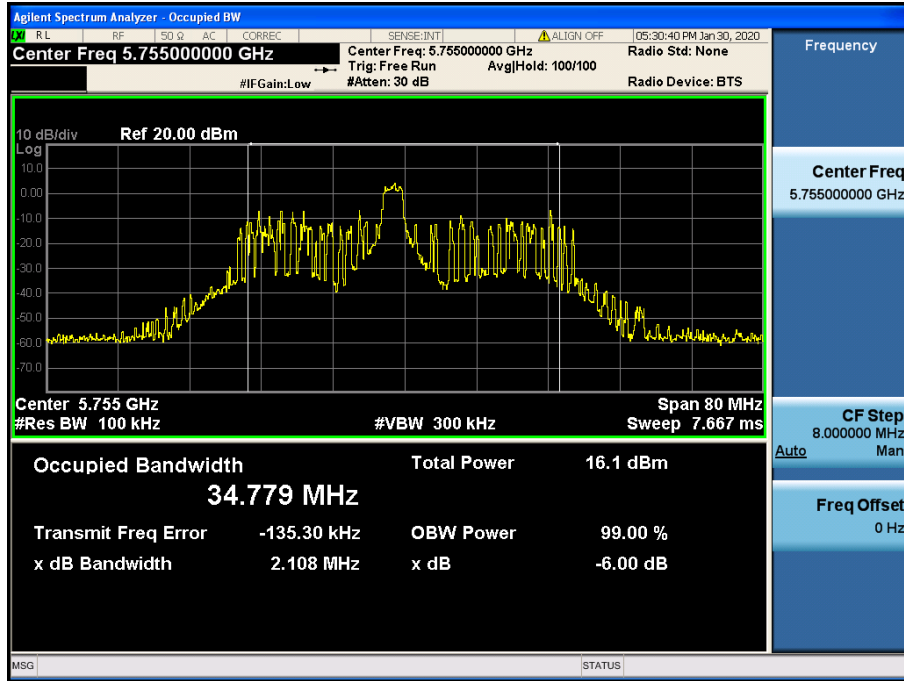 Agilent Spectrum Analyzer - Occupied BW
LXI RL RF 50 Ω AC CORREC SENSE:INT ALIGN OFF 05:30:40 PM Jan 30, 2020
Center Freq 5.755000000 GHz
Center Freq: 5.755000000 GHz
Radio Std: None
Trig: Free Run Avg|Hold: 100/100
#IFGain:Low
#Atten: 30 dB
Radio Device: BTS
10 dB/div Ref 20.00 dBm
Log
10.0
0.00
-10.0
-20.0
-30.0
-40.0
-50.0
-60.0
-70.0
Center 5.755 GHz Span 80 MHz
#Res BW 100 kHz #VBW 300 kHz Sweep 7.667 ms
Occupied Bandwidth Total Power 16.1 dBm
34.779 MHz
Transmit Freq Error -135.30 kHz OBW Power 99.00 %
x dB Bandwidth 2.108 MHz x dB -6.00 dB
MSG STATUS
Frequency
Center Freq
5.755000000 GHz
CF Step
8.000000 MHz
Auto Man
Freq Offset
0 Hz